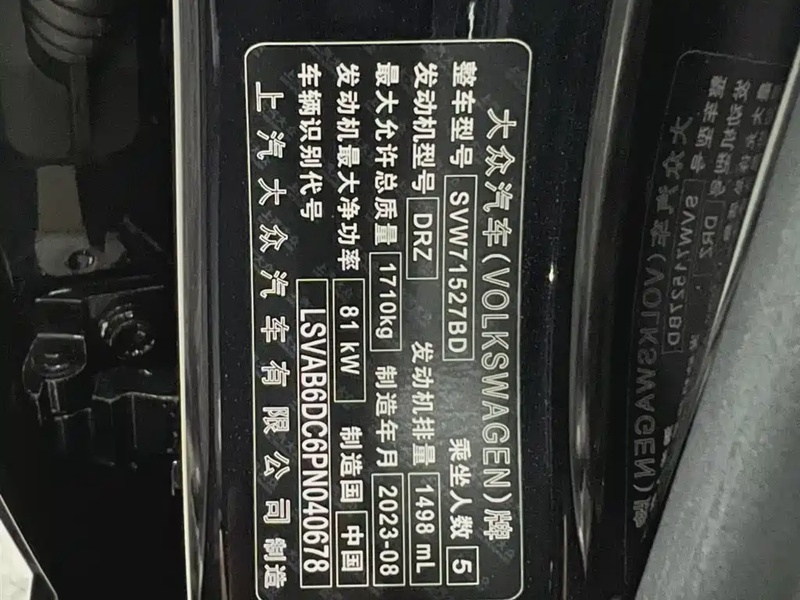 大众汽车(VOLKSWAGEN)牌
整车型号 SVW71527BD 乘坐人数 5
发动机型号 DRZ 发动机排量 1498 mL
最大允许总质量 1710kg 制造年月 2023-08
发动机最大净功率 81 kW 制造国 中国
车辆识别代号 LSVAB6DC6PN040678
上汽大众汽车有限公司 制造